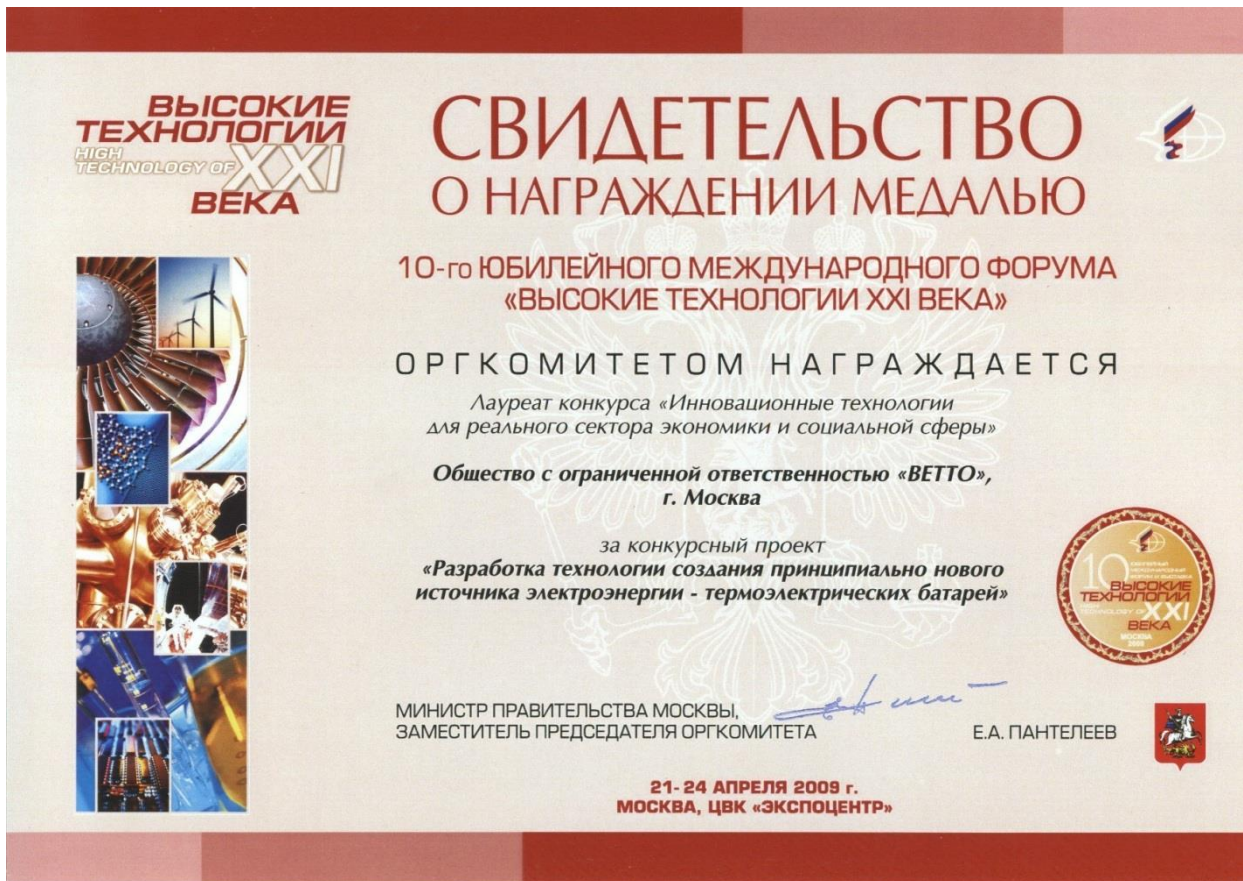 ВЫСОКИЕ
ТЕХНОЛОГИИ
HIGH
TECHNOLOGY OF XXI
ВЕКА
СВИДЕТЕЛЬСТВО
О НАГРАЖДЕНИИ МЕДАЛЬЮ
10-го ЮБИЛЕЙНОГО МЕЖДУНАРОДНОГО ФОРУМА
«ВЫСОКИЕ ТЕХНОЛОГИИ XXI ВЕКА»
ОРГКОМИТЕТОМ НАГРАЖДАЕТСЯ
Лауреат конкурса «Инновационные технологии
для реального сектора экономики и социальной сферы»
Общество с ограниченной ответственностью «ВЕТТО»,
г. Москва
за конкурсный проект
«Разработка технологии создания принципиально нового
источника электроэнергии - термоэлектрических батарей»
10
МЕЖДУНАРОДНЫЙ
ВЫСОКИЕ
ТЕХНОЛОГИИ
HIGH
TECHNOLOGY OF XXI
ВЕКА
МОСКВА
2009
МИНИСТР ПРАВИТЕЛЬСТВА МОСКВЫ,
ЗАМЕСТИТЕЛЬ ПРЕДСЕДАТЕЛЯ ОРГКОМИТЕТА
Е.А. ПАНТЕЛЕЕВ
21-24 АПРЕЛЯ 2009 г.
МОСКВА, ЦВК «ЭКСПОЦЕНТР»